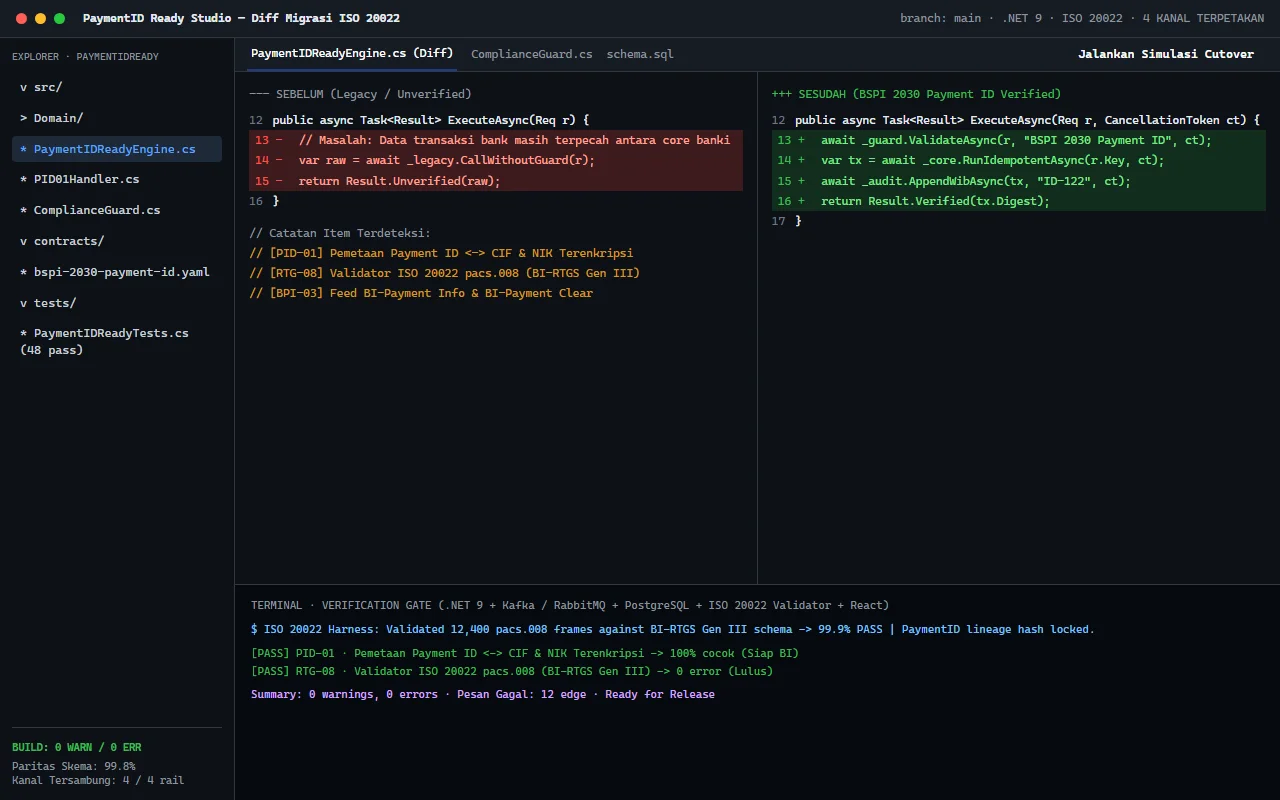 PaymentID Ready Studio — Diff Migrasi ISO 20022
branch: main · .NET 9 · ISO 20022 · 4 KANAL TERPETAKAN
EXPLORER · PAYMENTIDREADY
v src/
> Domain/
* PaymentIDReadyEngine.cs
* PID01Handler.cs
* ComplianceGuard.cs
v contracts/
* bspi-2030-payment-id.yaml
v tests/
* PaymentIDReadyTests.cs
(48 pass)
BUILD: 0 WARN / 0 ERR
Paritas Skema: 99.8%
Kanal Tersambung: 4 / 4 rail
PaymentIDReadyEngine.cs (Diff)
ComplianceGuard.cs
schema.sql
Jalankan Simulasi Cutover
--- SEBELUM (Legacy / Unverified)
12 public async Task<Result> ExecuteAsync(Req r) {
13 - // Masalah: Data transaksi bank masih terpecah antara core banki
14 - var raw = await _legacy.CallWithoutGuard(r);
15 - return Result.Unverified(raw);
16 }
// Catatan Item Terdeteksi:
// [PID-01] Pemetaan Payment ID <-> CIF & NIK Terenkripsi
// [RTG-08] Validator ISO 20022 pacs.008 (BI-RTGS Gen III)
// [BPI-03] Feed BI-Payment Info & BI-Payment Clear
+++ SESUDAH (BSPI 2030 Payment ID Verified)
12 public async Task<Result> ExecuteAsync(Req r, CancellationToken ct) {
13 + await _guard.ValidateAsync(r, "BSPI 2030 Payment ID", ct);
14 + var tx = await _core.RunIdempotentAsync(r.Key, ct);
15 + await _audit.AppendWibAsync(tx, "ID-122", ct);
16 + return Result.Verified(tx.Digest);
17 }
TERMINAL · VERIFICATION GATE (.NET 9 + Kafka / RabbitMQ + PostgreSQL + ISO 20022 Validator + React)
$ ISO 20022 Harness: Validated 12,400 pacs.008 frames against BI-RTGS Gen III schema -> 99.9% PASS | PaymentID lineage hash locked.
[PASS] PID-01 · Pemetaan Payment ID <-> CIF & NIK Terenkripsi -> 100% cocok (Siap BI)
[PASS] RTG-08 · Validator ISO 20022 pacs.008 (BI-RTGS Gen III) -> 0 error (Lulus)
Summary: 0 warnings, 0 errors · Pesan Gagal: 12 edge · Ready for Release